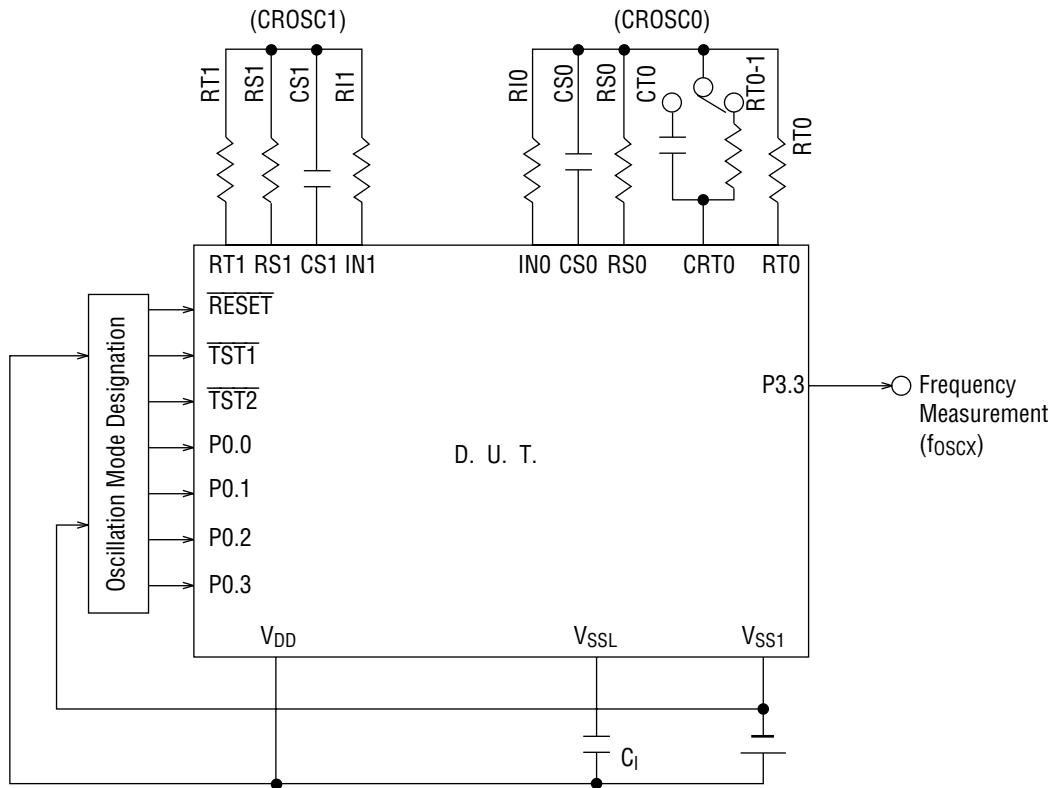 (CROSC1)
(CROSC0)
RT1
RS1
CS1
RI1
RI0
CS0
RS0
CT0
RT0-1
RT0
RT1 RS1 CS1 IN1
IN0 CS0 RS0 CRT0 RT0
Oscillation Mode Designation
RESET
TST1
TST2
P0.0
P0.1
P0.2
P0.3
D. U. T.
P3.3
Frequency
Measurement
(fOSCX)
VDD
VSSL
VSS1
CI